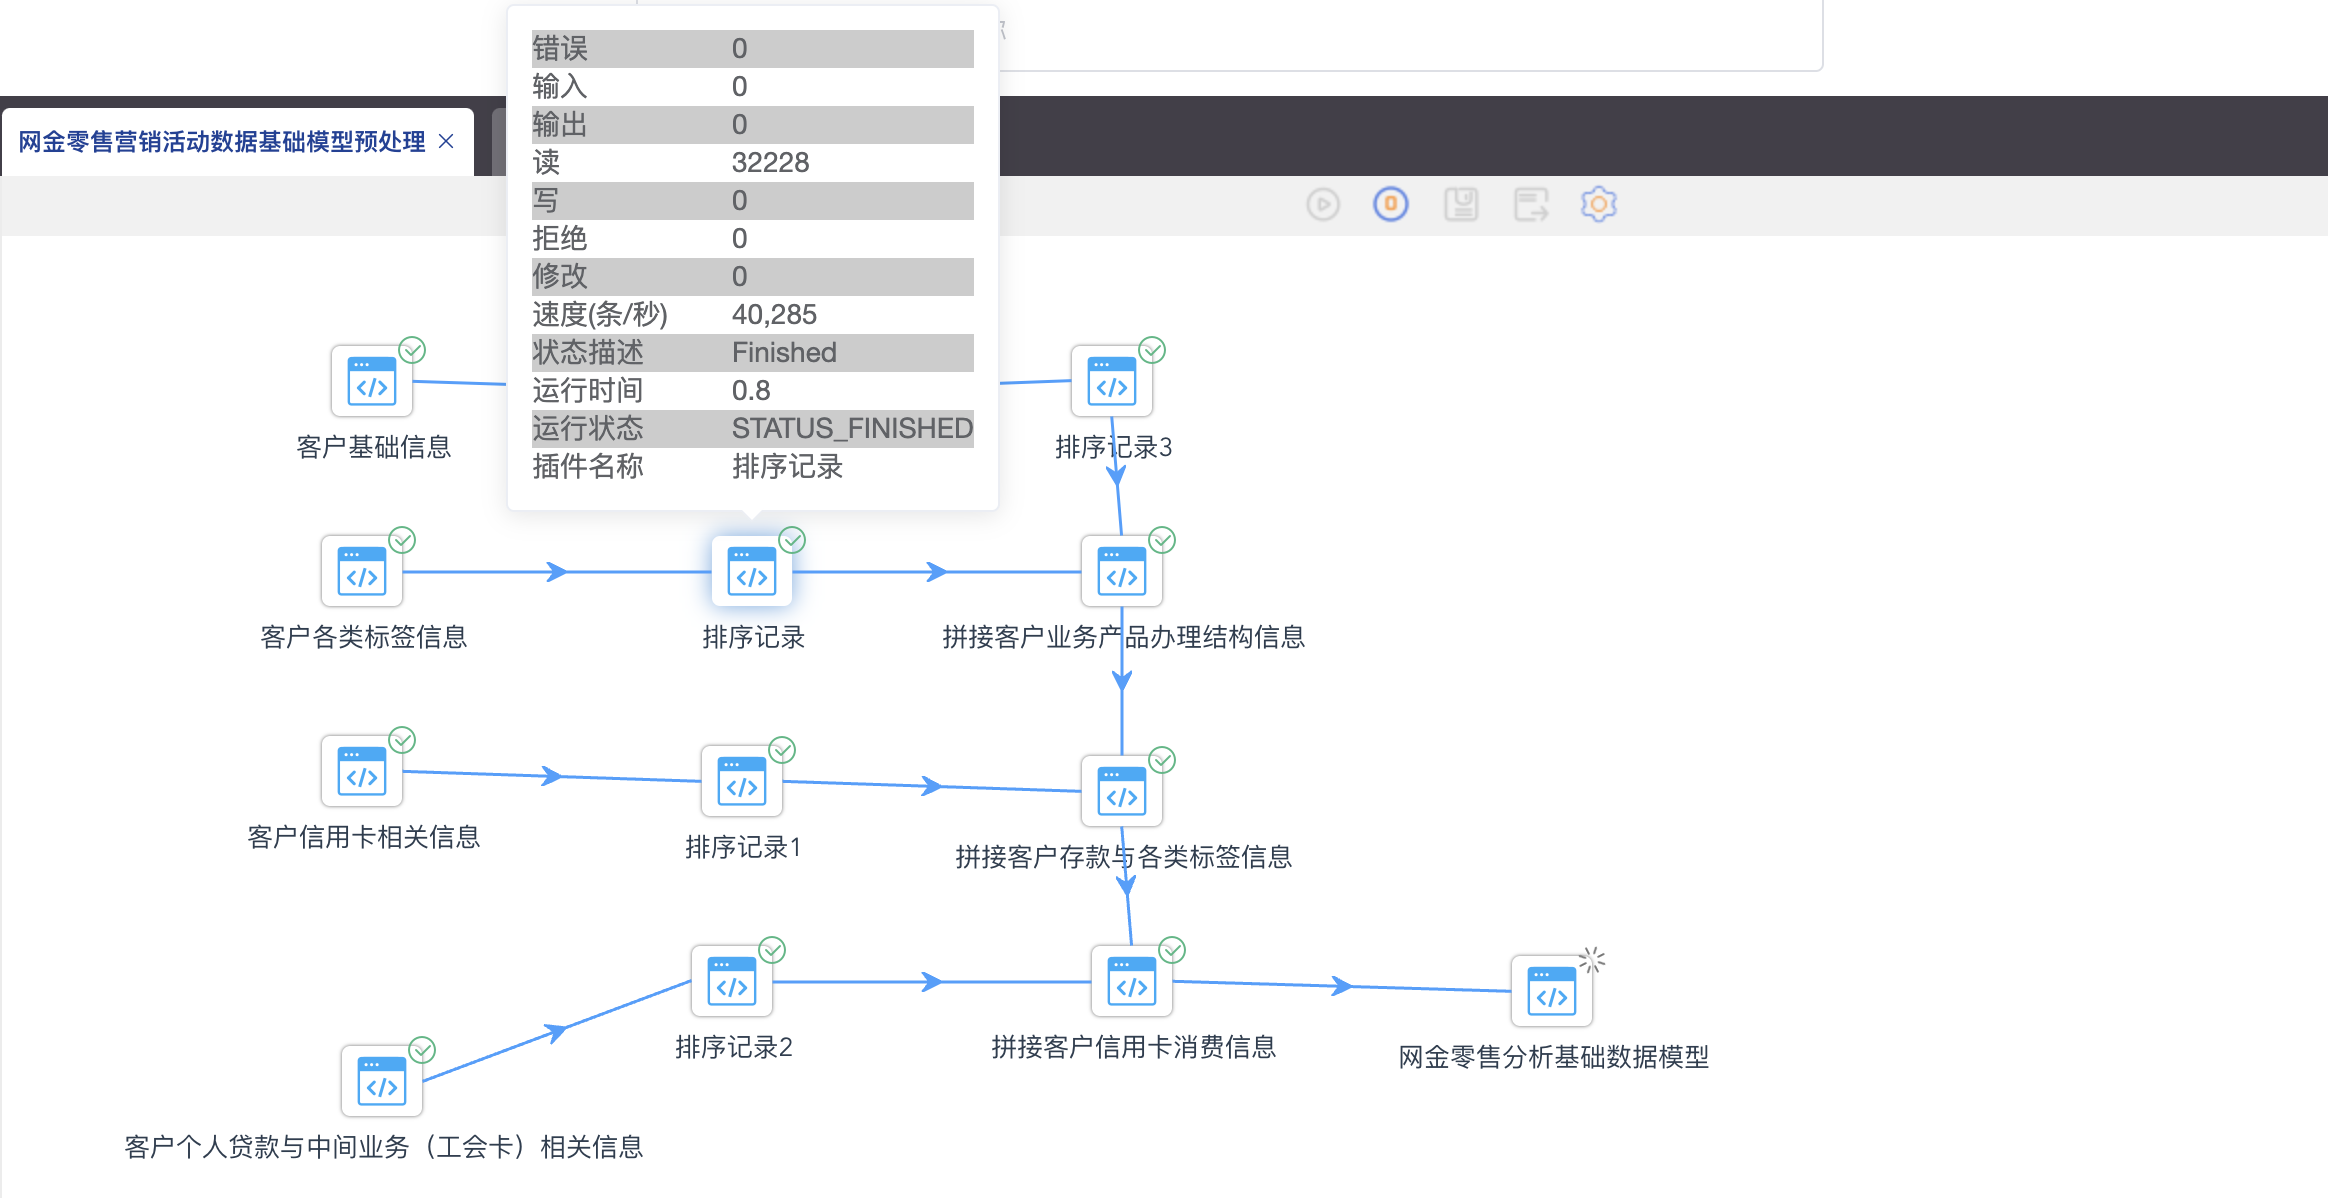 错误 0
输入 0
输出 0
读 32228
写 0
拒绝 0
修改 0
速度(条/秒) 40,285
状态描述 Finished
运行时间 0.8
运行状态 STATUS_FINISHED
插件名称 排序记录
网金零售营销活动数据基础模型预处理
客户基础信息
排序记录3
客户各类标签信息
排序记录
拼接客户业务产品办理结构信息
客户信用卡相关信息
排序记录1
拼接客户存款与各类标签信息
排序记录2
拼接客户信用卡消费信息
网金零售分析基础数据模型
客户个人贷款与中间业务（工会卡）相关信息